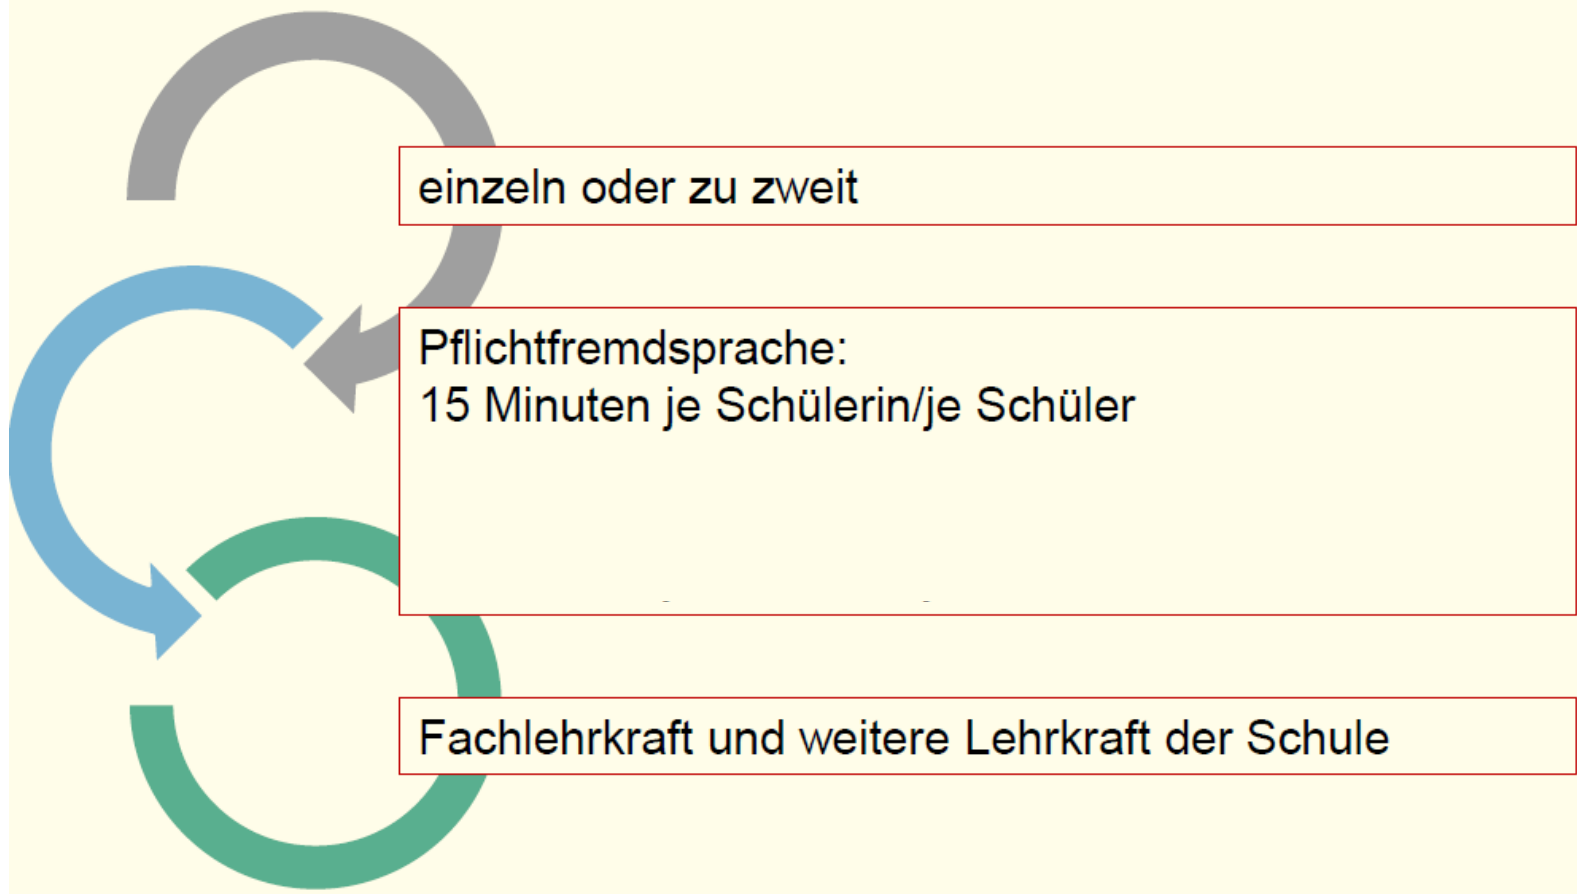 einzeln oder zu zweit
Pflichtfremdsprache:
15 Minuten je Schülerin/je Schüler
Fachlehrkraft und weitere Lehrkraft der Schule